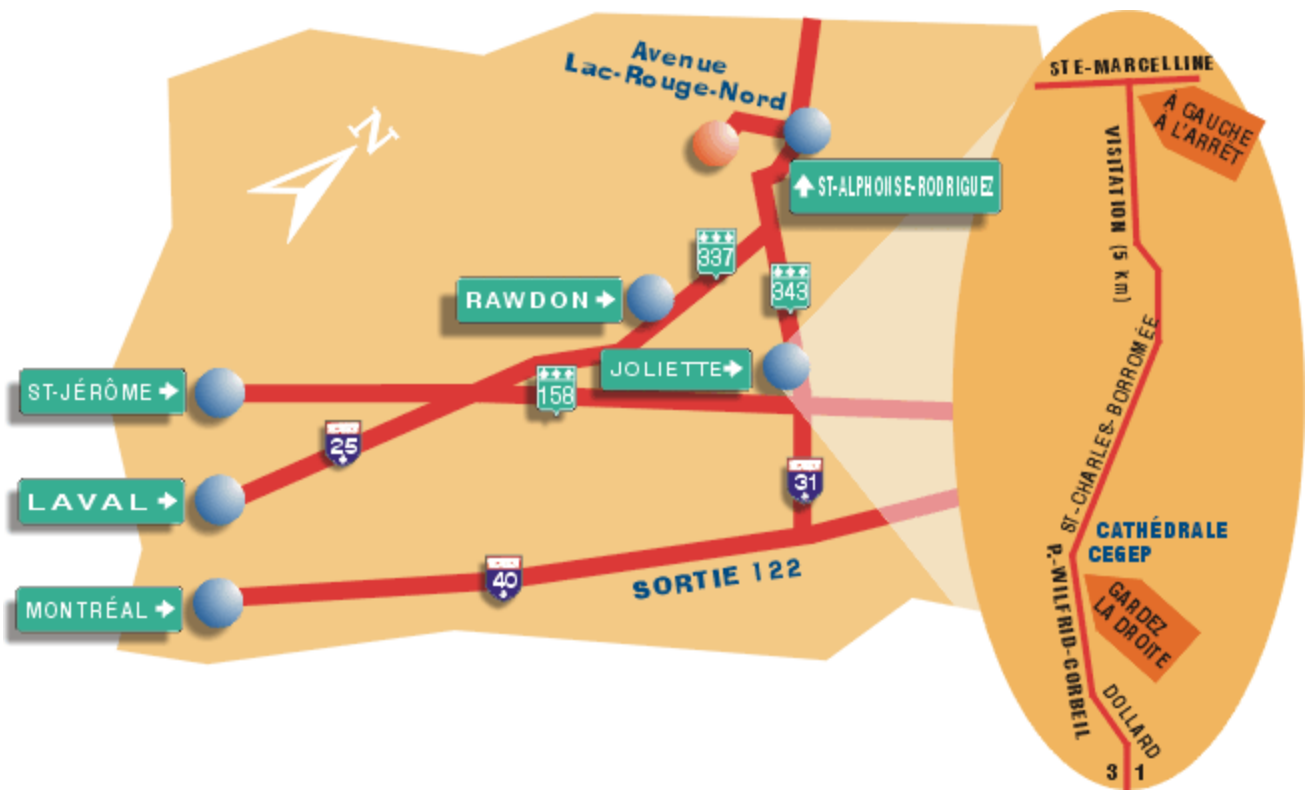 Avenue
Lac-Rouge-Nord
N
ST-ALPHONSE-RODRIGUEZ
337
343
RAWDON
JOLIETTE
ST-JÉRÔME
158
25
LAVAL
31
40
SORTIE 122
MONTRÉAL
STE-MARCELLINE
À GAUCHE
À L'ARRÊT
VISITATION (5 Km)
ST-CHARLES-BORROMÉE
CATHÉDRALE
CEGEP
P.-WILFRID-CORBEIL
GARDEZ
LA DROITE
DOLLARD
31